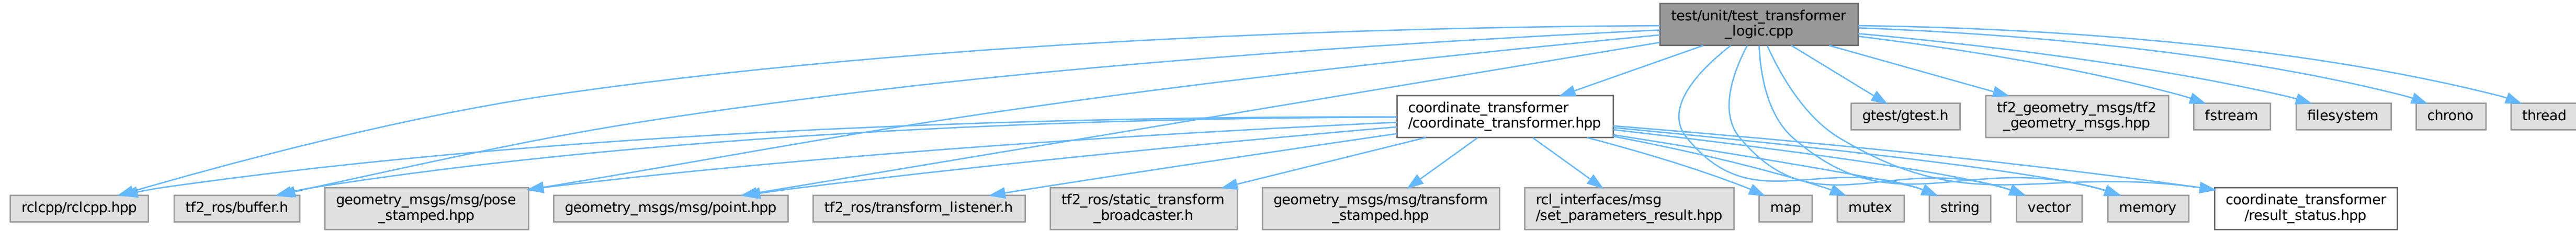 test/unit/test_transformer
_logic.cpp
coordinate_transformer
/coordinate_transformer.hpp
gtest/gtest.h
tf2_geometry_msgs/tf2
_geometry_msgs.hpp
fstream
filesystem
chrono
thread
rclcpp/rclcpp.hpp
tf2_ros/buffer.h
geometry_msgs/msg/pose
_stamped.hpp
geometry_msgs/msg/point.hpp
tf2_ros/transform_listener.h
tf2_ros/static_transform
_broadcaster.h
geometry_msgs/msg/transform
_stamped.hpp
rcl_interfaces/msg
/set_parameters_result.hpp
map
mutex
string
vector
memory
coordinate_transformer
/result_status.hpp